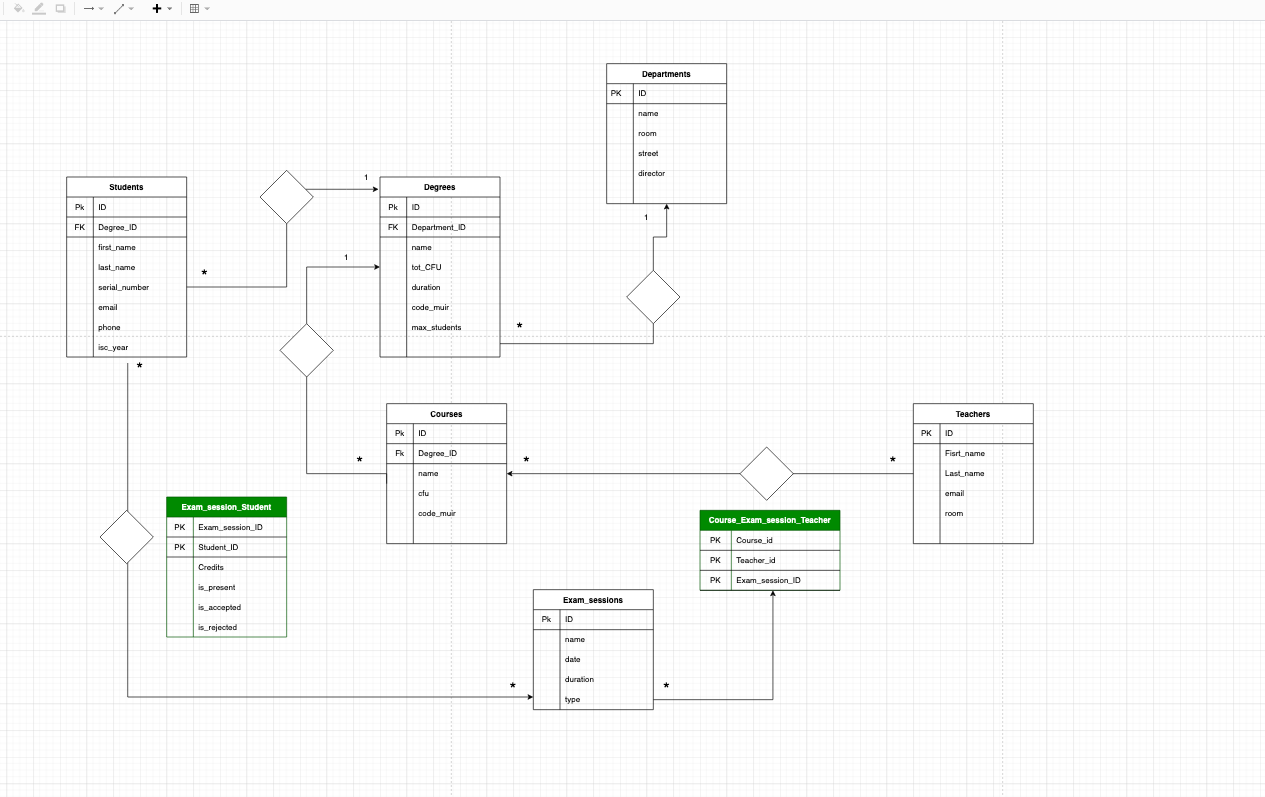 Departments
PK ID
name
room
street
director
1
Students
Pk ID
FK Degree_ID
first_name
last_name
serial_number
email
phone
isc_year
*
*
1
Degrees
Pk ID
FK Department_ID
name
tot_CFU
duration
code_muir
max_students
1
*
Courses
Pk ID
Fk Degree_ID
name
cfu
code_muir
*
*
*
Teachers
PK ID
Fisrt_name
Last_name
email
room
Exam_session_Student
PK Exam_session_ID
PK Student_ID
Credits
is_present
is_accepted
is_rejected
Course_Exam_session_Teacher
PK Course_id
PK Teacher_id
PK Exam_session_ID
Exam_sessions
Pk ID
name
date
duration
type
*
*